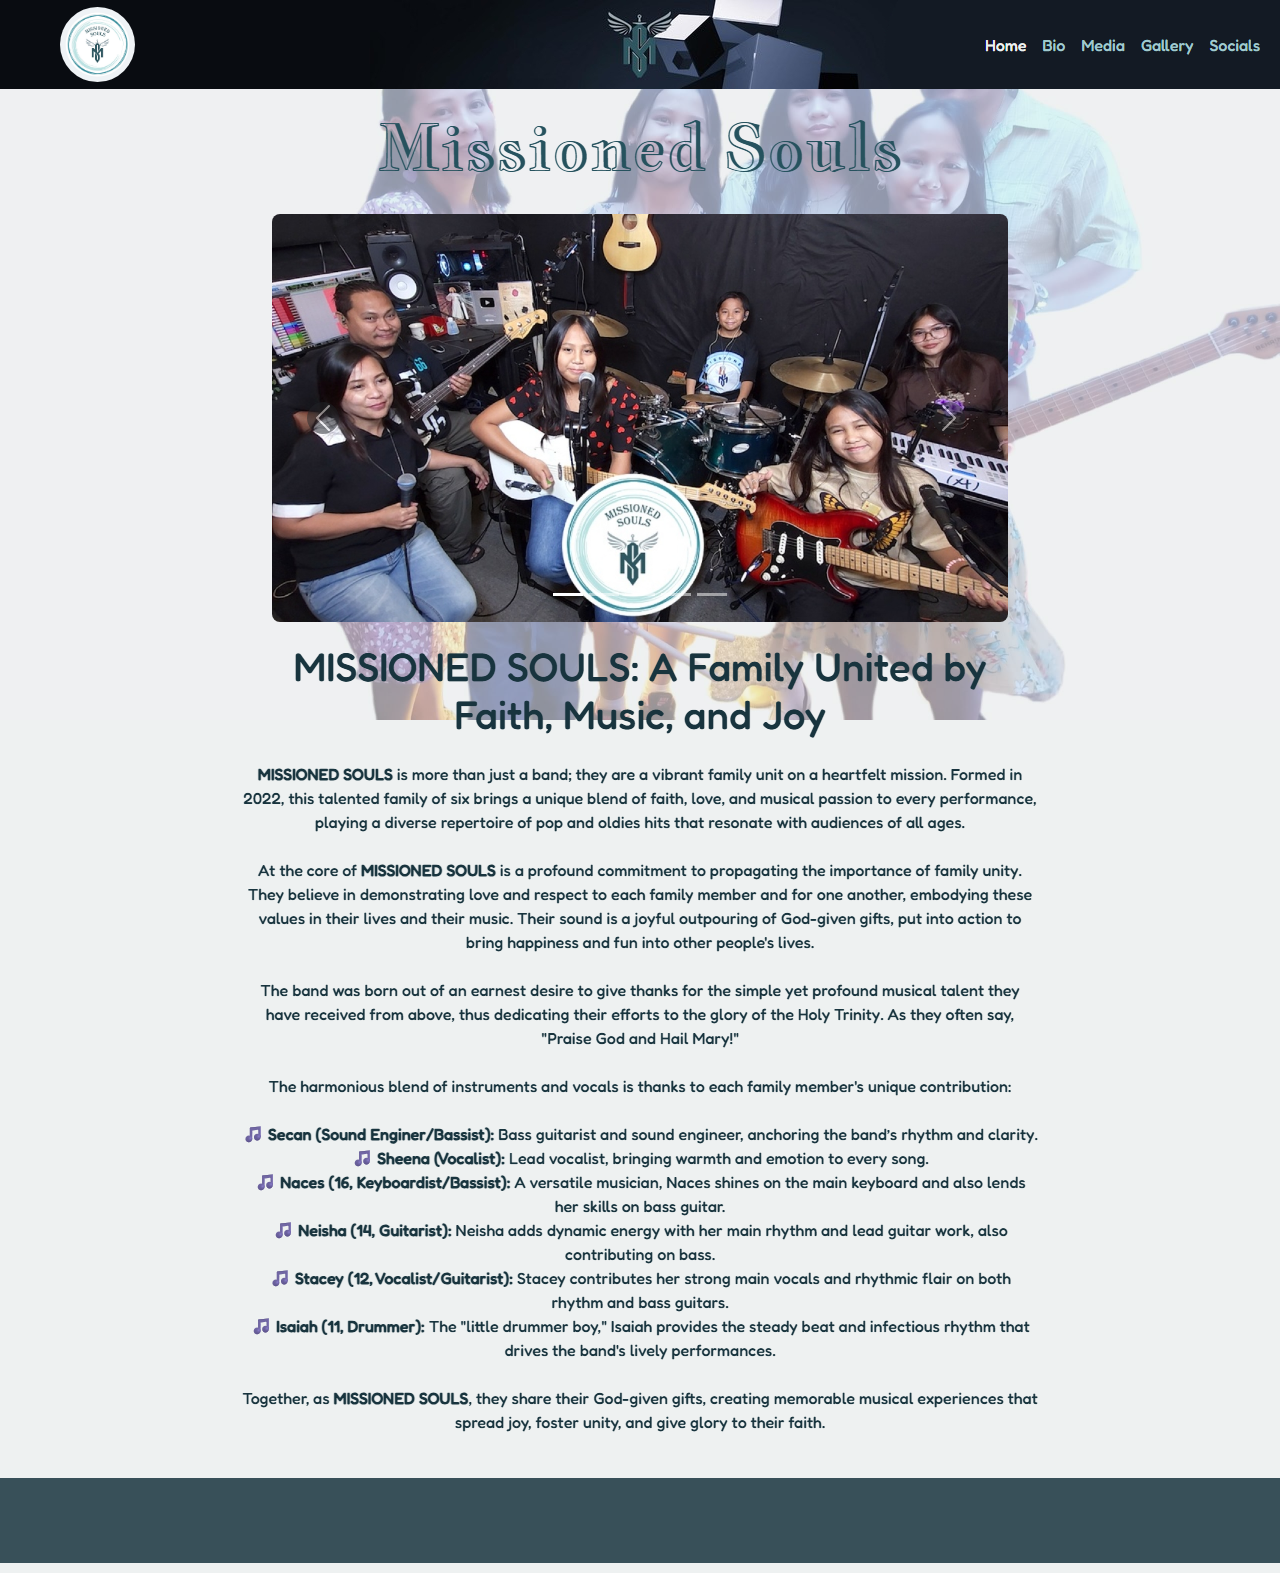 MISSIONED
SOULS
Home Bio Media Gallery Socials
Missioned Souls
MISSIONED
SOULS
MISSIONED SOULS: A Family United by
Faith, Music, and Joy
MISSIONED SOULS is more than just a band; they are a vibrant family unit on a heartfelt mission. Formed in
2022, this talented family of six brings a unique blend of faith, love, and musical passion to every performance,
playing a diverse repertoire of pop and oldies hits that resonate with audiences of all ages.
At the core of MISSIONED SOULS is a profound commitment to propagating the importance of family unity.
They believe in demonstrating love and respect to each family member and for one another, embodying these
values in their lives and their music. Their sound is a joyful outpouring of God-given gifts, put into action to
bring happiness and fun into other people's lives.
The band was born out of an earnest desire to give thanks for the simple yet profound musical talent they
have received from above, thus dedicating their efforts to the glory of the Holy Trinity. As they often say,
"Praise God and Hail Mary!"
The harmonious blend of instruments and vocals is thanks to each family member's unique contribution:
🎵 Secan (Sound Enginer/Bassist): Bass guitarist and sound engineer, anchoring the band's rhythm and clarity.
🎵 Sheena (Vocalist): Lead vocalist, bringing warmth and emotion to every song.
🎵 Naces (16, Keyboardist/Bassist): A versatile musician, Naces shines on the main keyboard and also lends
her skills on bass guitar.
🎵 Neisha (14, Guitarist): Neisha adds dynamic energy with her main rhythm and lead guitar work, also
contributing on bass.
🎵 Stacey (12, Vocalist/Guitarist): Stacey contributes her strong main vocals and rhythmic flair on both
rhythm and bass guitars.
🎵 Isaiah (11, Drummer): The "little drummer boy," Isaiah provides the steady beat and infectious rhythm that
drives the band's lively performances.
Together, as MISSIONED SOULS, they share their God-given gifts, creating memorable musical experiences that
spread joy, foster unity, and give glory to their faith.